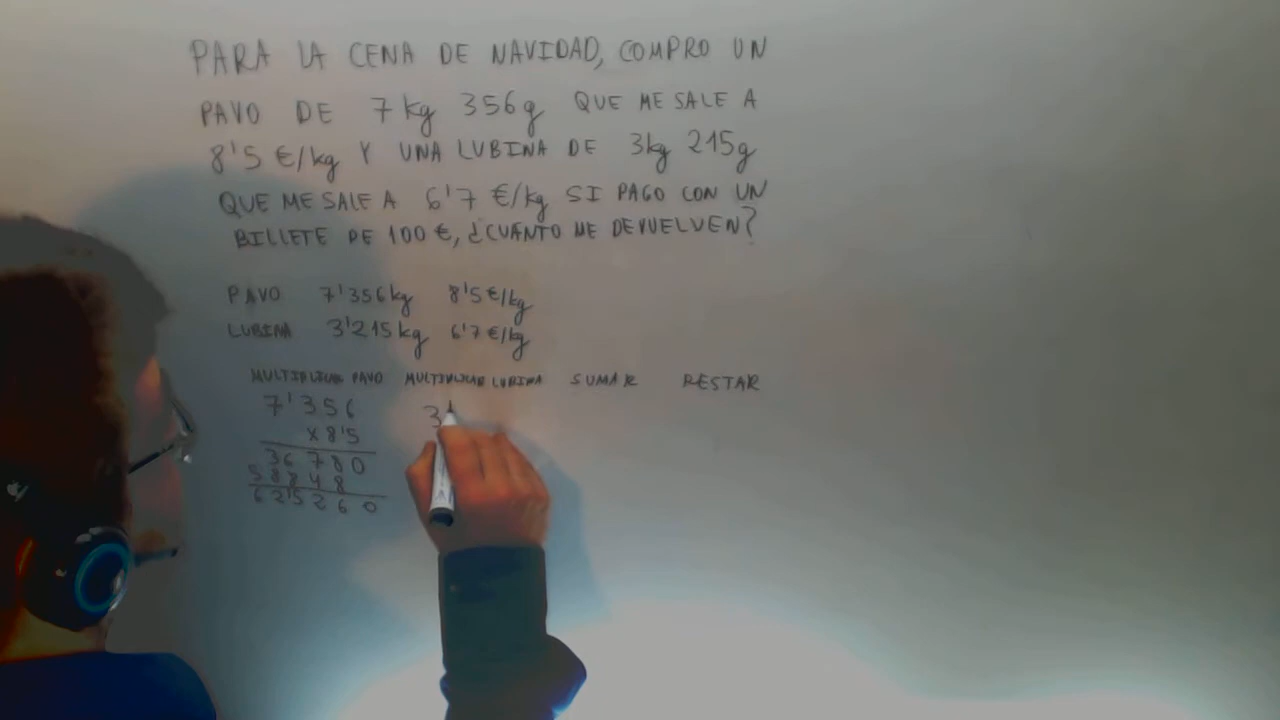 PARA LA CENA DE NAVIDAD, COMPRO UN
PAVO DE 7 kg 356g QUE ME SALE A
8'5 €/kg Y UNA LUBINA DE 3kg 215g
QUE ME SALE A 6'7 €/kg SI PAGO CON UN
BILLETE DE 100 €, ¿CUÁNTO ME DEVUELVEN?
PAVO 7'356kg 8'5€/kg
LUBINA 3'215kg 6'7€/kg
MULTIPLICAR PAVO MULTIPLICAR LUBINA SUMAR RESTAR
7'356 3
x 8'5
36780
58848
62'5260